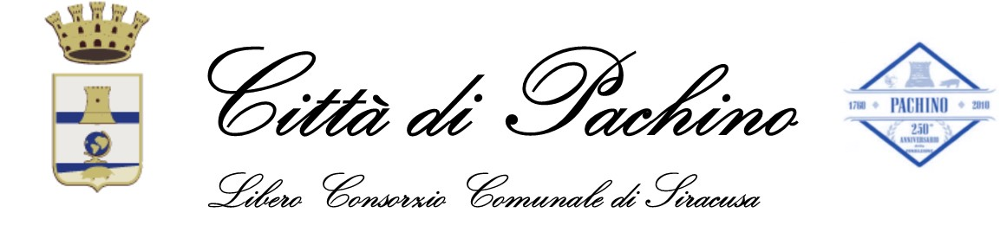 Città di Pachino
Libero Consorzio Comunale di Siracusa
1760 PACHINO 2010
250°
ANNIVERSARIO